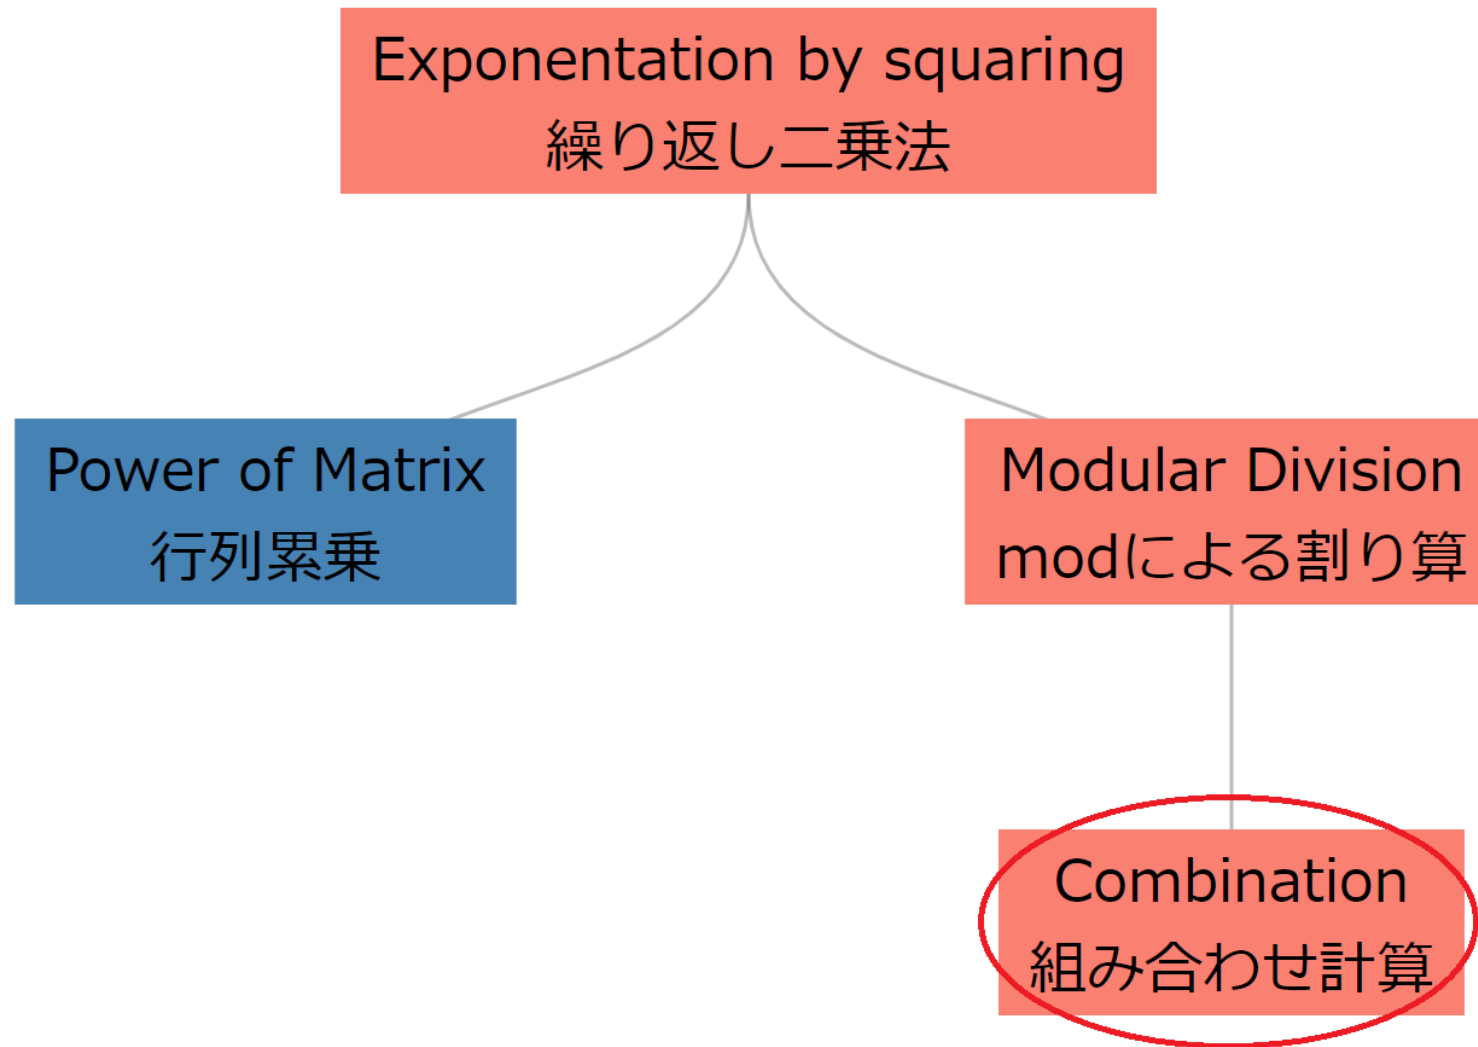 Exponentation by squaring
繰り返し二乗法
Power of Matrix
行列累乗
Modular Division
modによる割り算
Combination
組み合わせ計算